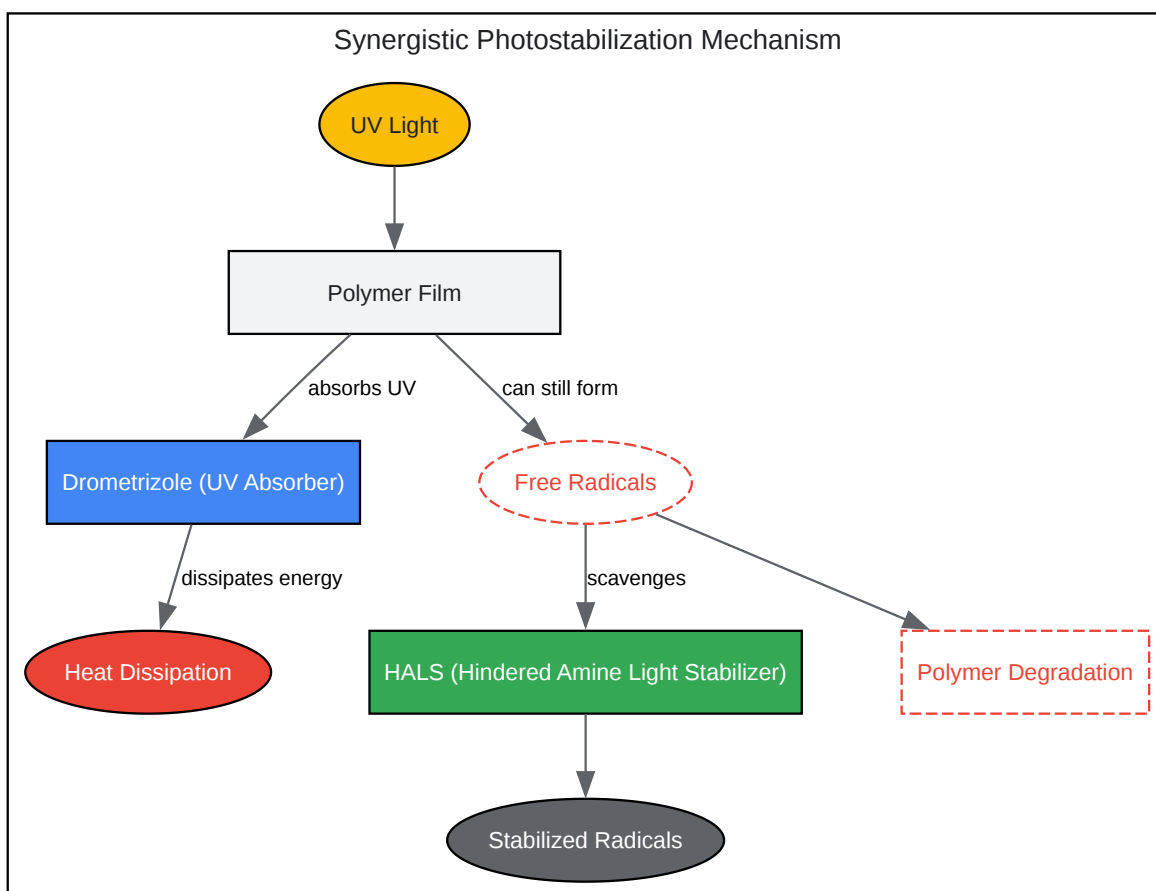 Synergistic Photostabilization Mechanism
UV Light
Polymer Film
absorbs UV
can still form
Drometrizole (UV Absorber)
Free Radicals
dissipates energy
scavenges
Heat Dissipation
HALS (Hindered Amine Light Stabilizer)
Polymer Degradation
Stabilized Radicals